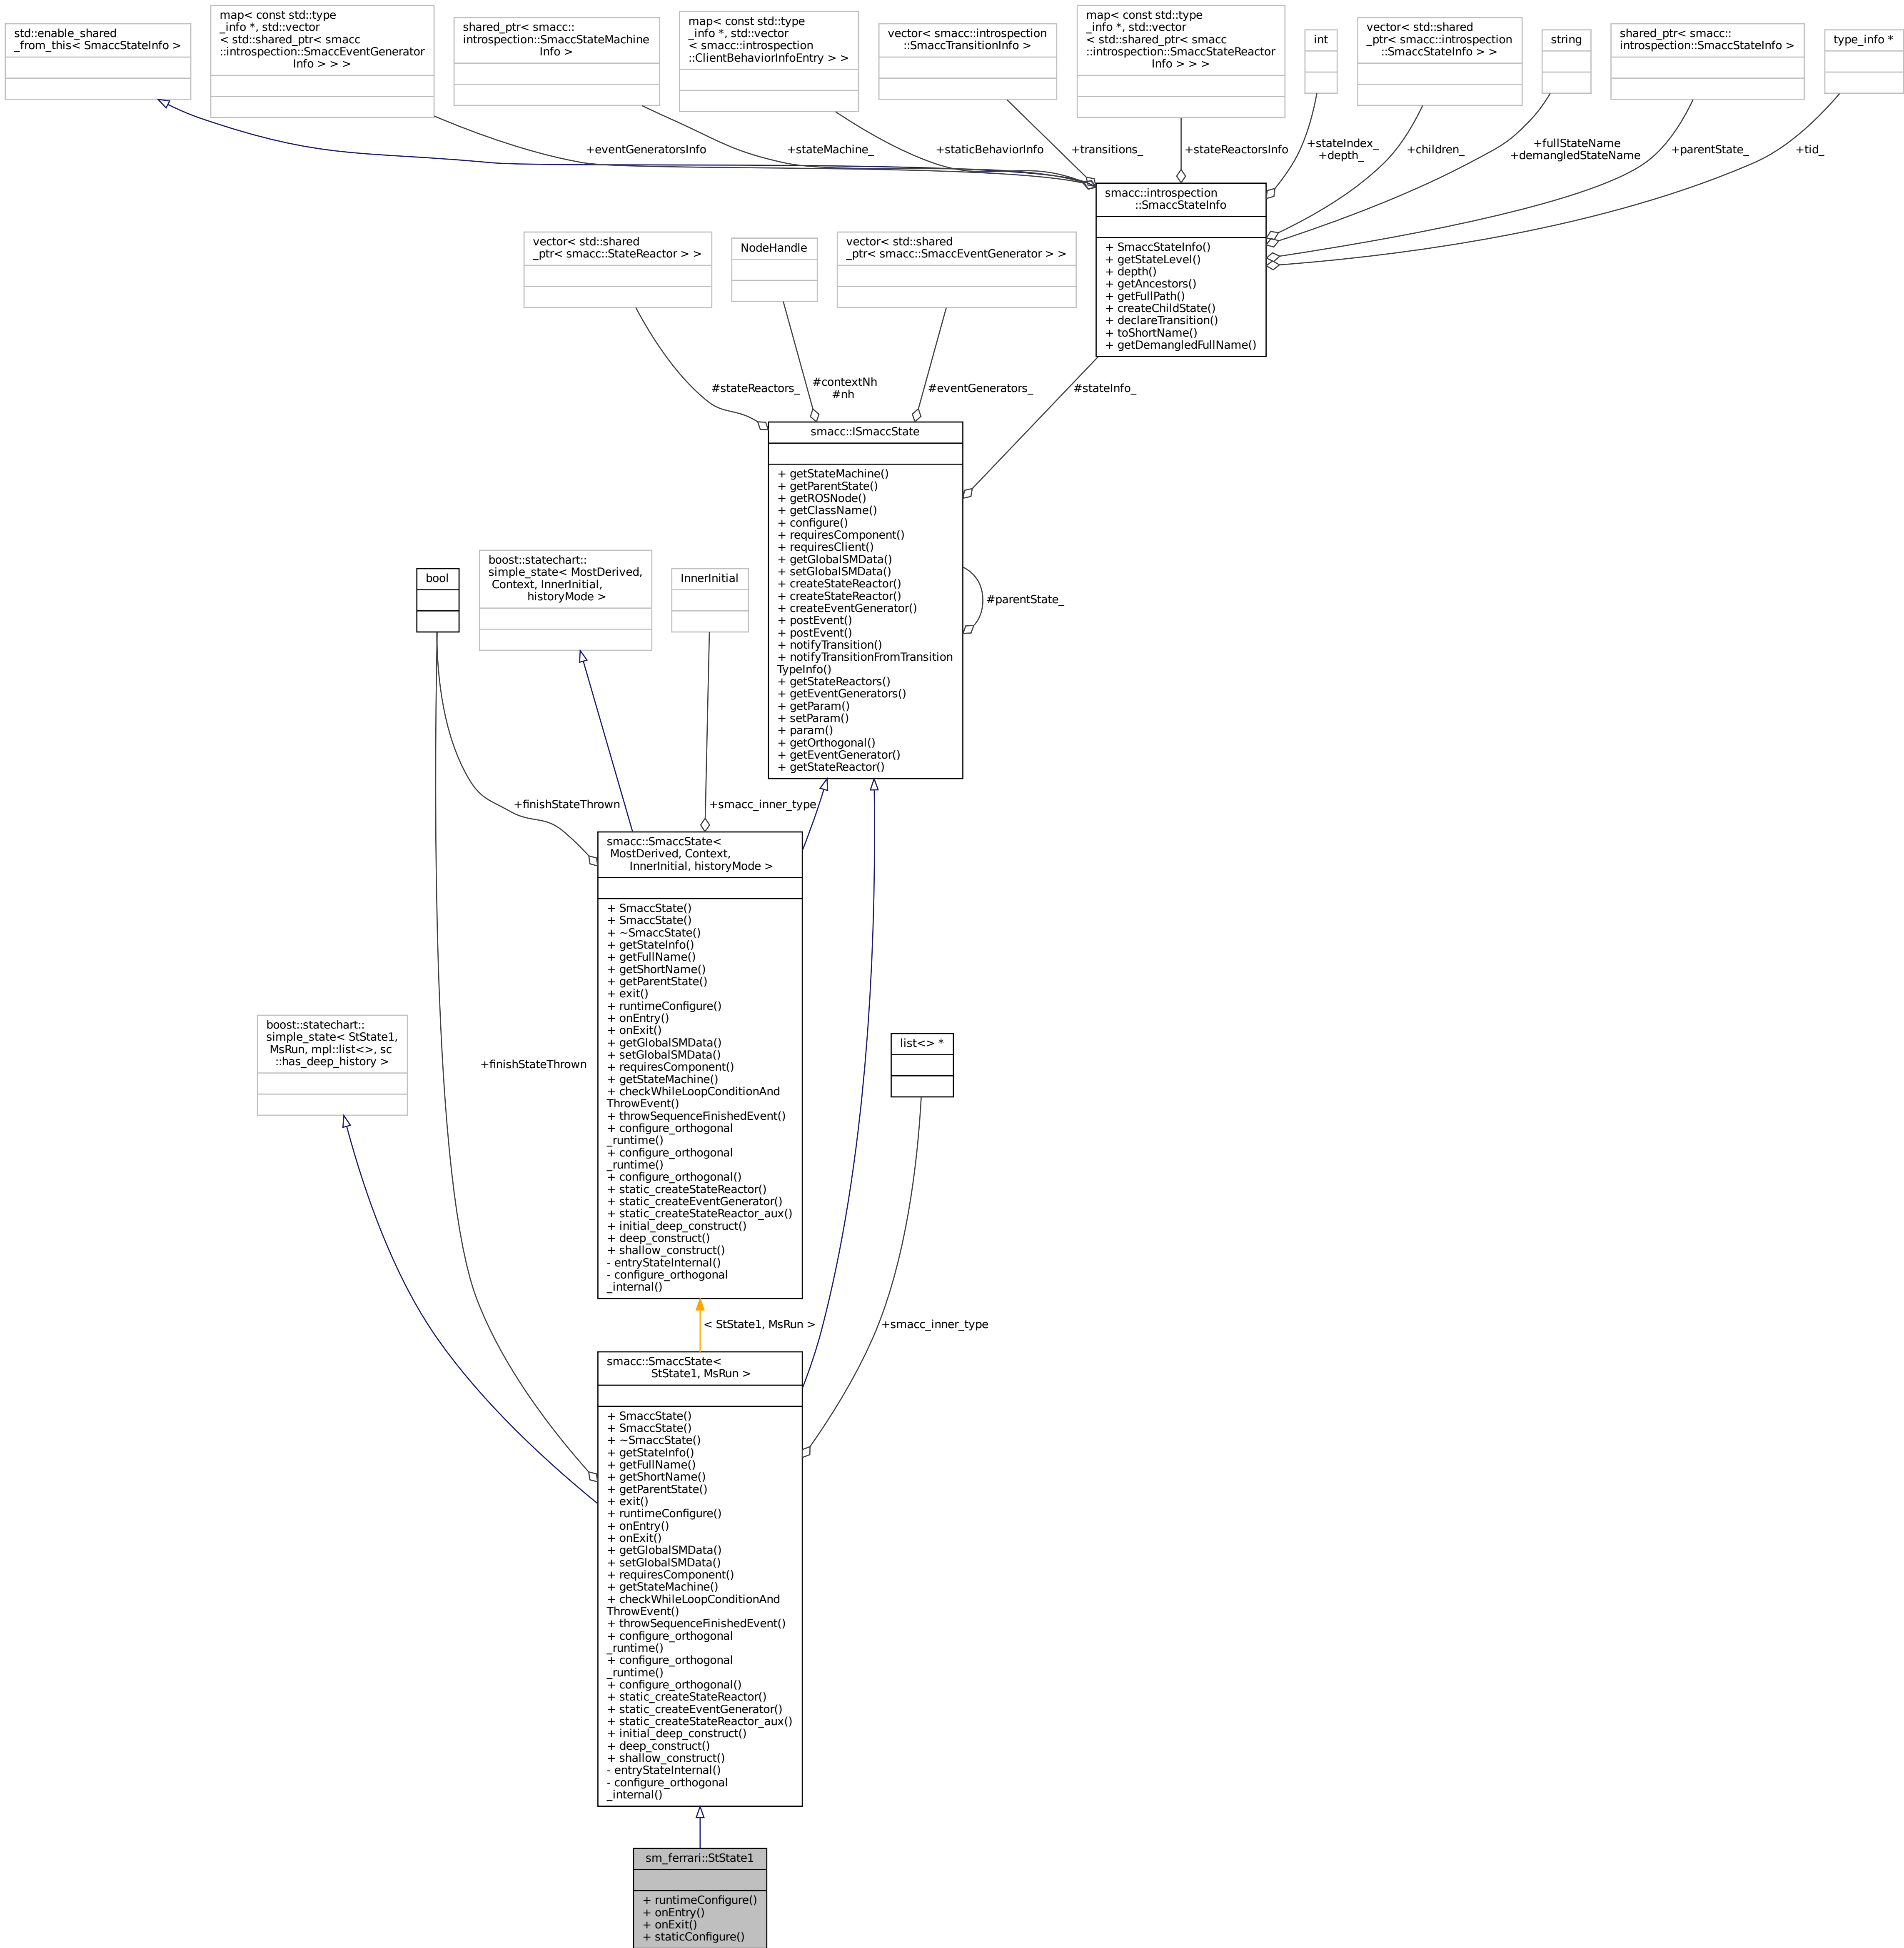 std::enable_shared
_from_this< SmaccStateInfo >
map< const std::type
_info *, std::vector
< std::shared_ptr< smacc
::introspection::SmaccEventGenerator
Info > > >
shared_ptr< smacc::
introspection::SmaccStateMachine
Info >
map< const std::type
_info *, std::vector
< smacc::introspection
::ClientBehaviorInfoEntry > >
vector< smacc::introspection
::SmaccTransitionInfo >
map< const std::type
_info *, std::vector
< std::shared_ptr< smacc
::introspection::SmaccStateReactor
Info > > >
int
vector< std::shared
_ptr< smacc::introspection
::SmaccStateInfo > >
string
shared_ptr< smacc::
introspection::SmaccStateInfo >
type_info *
+eventGeneratorsInfo
+stateMachine_
+staticBehaviorInfo
+transitions_
+stateReactorsInfo
+stateIndex_
+depth_
+children_
+fullStateName
+demangledStateName
+parentState_
+tid_
smacc::introspection
::SmaccStateInfo
+ SmaccStateInfo()
+ getStateLevel()
+ depth()
+ getAncestors()
+ getFullPath()
+ createChildState()
+ declareTransition()
+ toShortName()
+ getDemangledFullName()
vector< std::shared
_ptr< smacc::StateReactor > >
NodeHandle
vector< std::shared
_ptr< smacc::SmaccEventGenerator > >
#stateReactors_
#contextNh
#nh
#eventGenerators_
#stateInfo_
smacc::ISmaccState
+ getStateMachine()
+ getParentState()
+ getROSNode()
+ getClassName()
+ configure()
+ requiresComponent()
+ requiresClient()
+ getGlobalSMData()
+ setGlobalSMData()
+ createStateReactor()
+ createStateReactor()
+ createEventGenerator()
+ postEvent()
+ postEvent()
+ notifyTransition()
+ notifyTransitionFromTransition
TypeInfo()
+ getStateReactors()
+ getEventGenerators()
+ getParam()
+ setParam()
+ param()
+ getOrthogonal()
+ getEventGenerator()
+ getStateReactor()
#parentState_
bool
boost::statechart::
simple_state< MostDerived,
Context, InnerInitial,
historyMode >
InnerInitial
+finishStateThrown
+smacc_inner_type
smacc::SmaccState<
MostDerived, Context,
InnerInitial, historyMode >
+ SmaccState()
+ SmaccState()
+ ~SmaccState()
+ getStateInfo()
+ getFullName()
+ getShortName()
+ getParentState()
+ exit()
+ runtimeConfigure()
+ onEntry()
+ onExit()
+ getGlobalSMData()
+ setGlobalSMData()
+ requiresComponent()
+ getStateMachine()
+ checkWhileLoopConditionAnd
ThrowEvent()
+ throwSequenceFinishedEvent()
+ configure_orthogonal
_runtime()
+ configure_orthogonal
_runtime()
+ configure_orthogonal()
+ static_createStateReactor()
+ static_createEventGenerator()
+ static_createStateReactor_aux()
+ initial_deep_construct()
+ deep_construct()
+ shallow_construct()
- entryStateInternal()
- configure_orthogonal
_internal()
boost::statechart::
simple_state< StState1,
MsRun, mpl::list<>, sc
::has_deep_history >
+finishStateThrown
list<> *
< StState1, MsRun >
+smacc_inner_type
smacc::SmaccState<
StState1, MsRun >
+ SmaccState()
+ SmaccState()
+ ~SmaccState()
+ getStateInfo()
+ getFullName()
+ getShortName()
+ getParentState()
+ exit()
+ runtimeConfigure()
+ onEntry()
+ onExit()
+ getGlobalSMData()
+ setGlobalSMData()
+ requiresComponent()
+ getStateMachine()
+ checkWhileLoopConditionAnd
ThrowEvent()
+ throwSequenceFinishedEvent()
+ configure_orthogonal
_runtime()
+ configure_orthogonal
_runtime()
+ configure_orthogonal()
+ static_createStateReactor()
+ static_createEventGenerator()
+ static_createStateReactor_aux()
+ initial_deep_construct()
+ deep_construct()
+ shallow_construct()
- entryStateInternal()
- configure_orthogonal
_internal()
sm_ferrari::StState1
+ runtimeConfigure()
+ onEntry()
+ onExit()
+ staticConfigure()